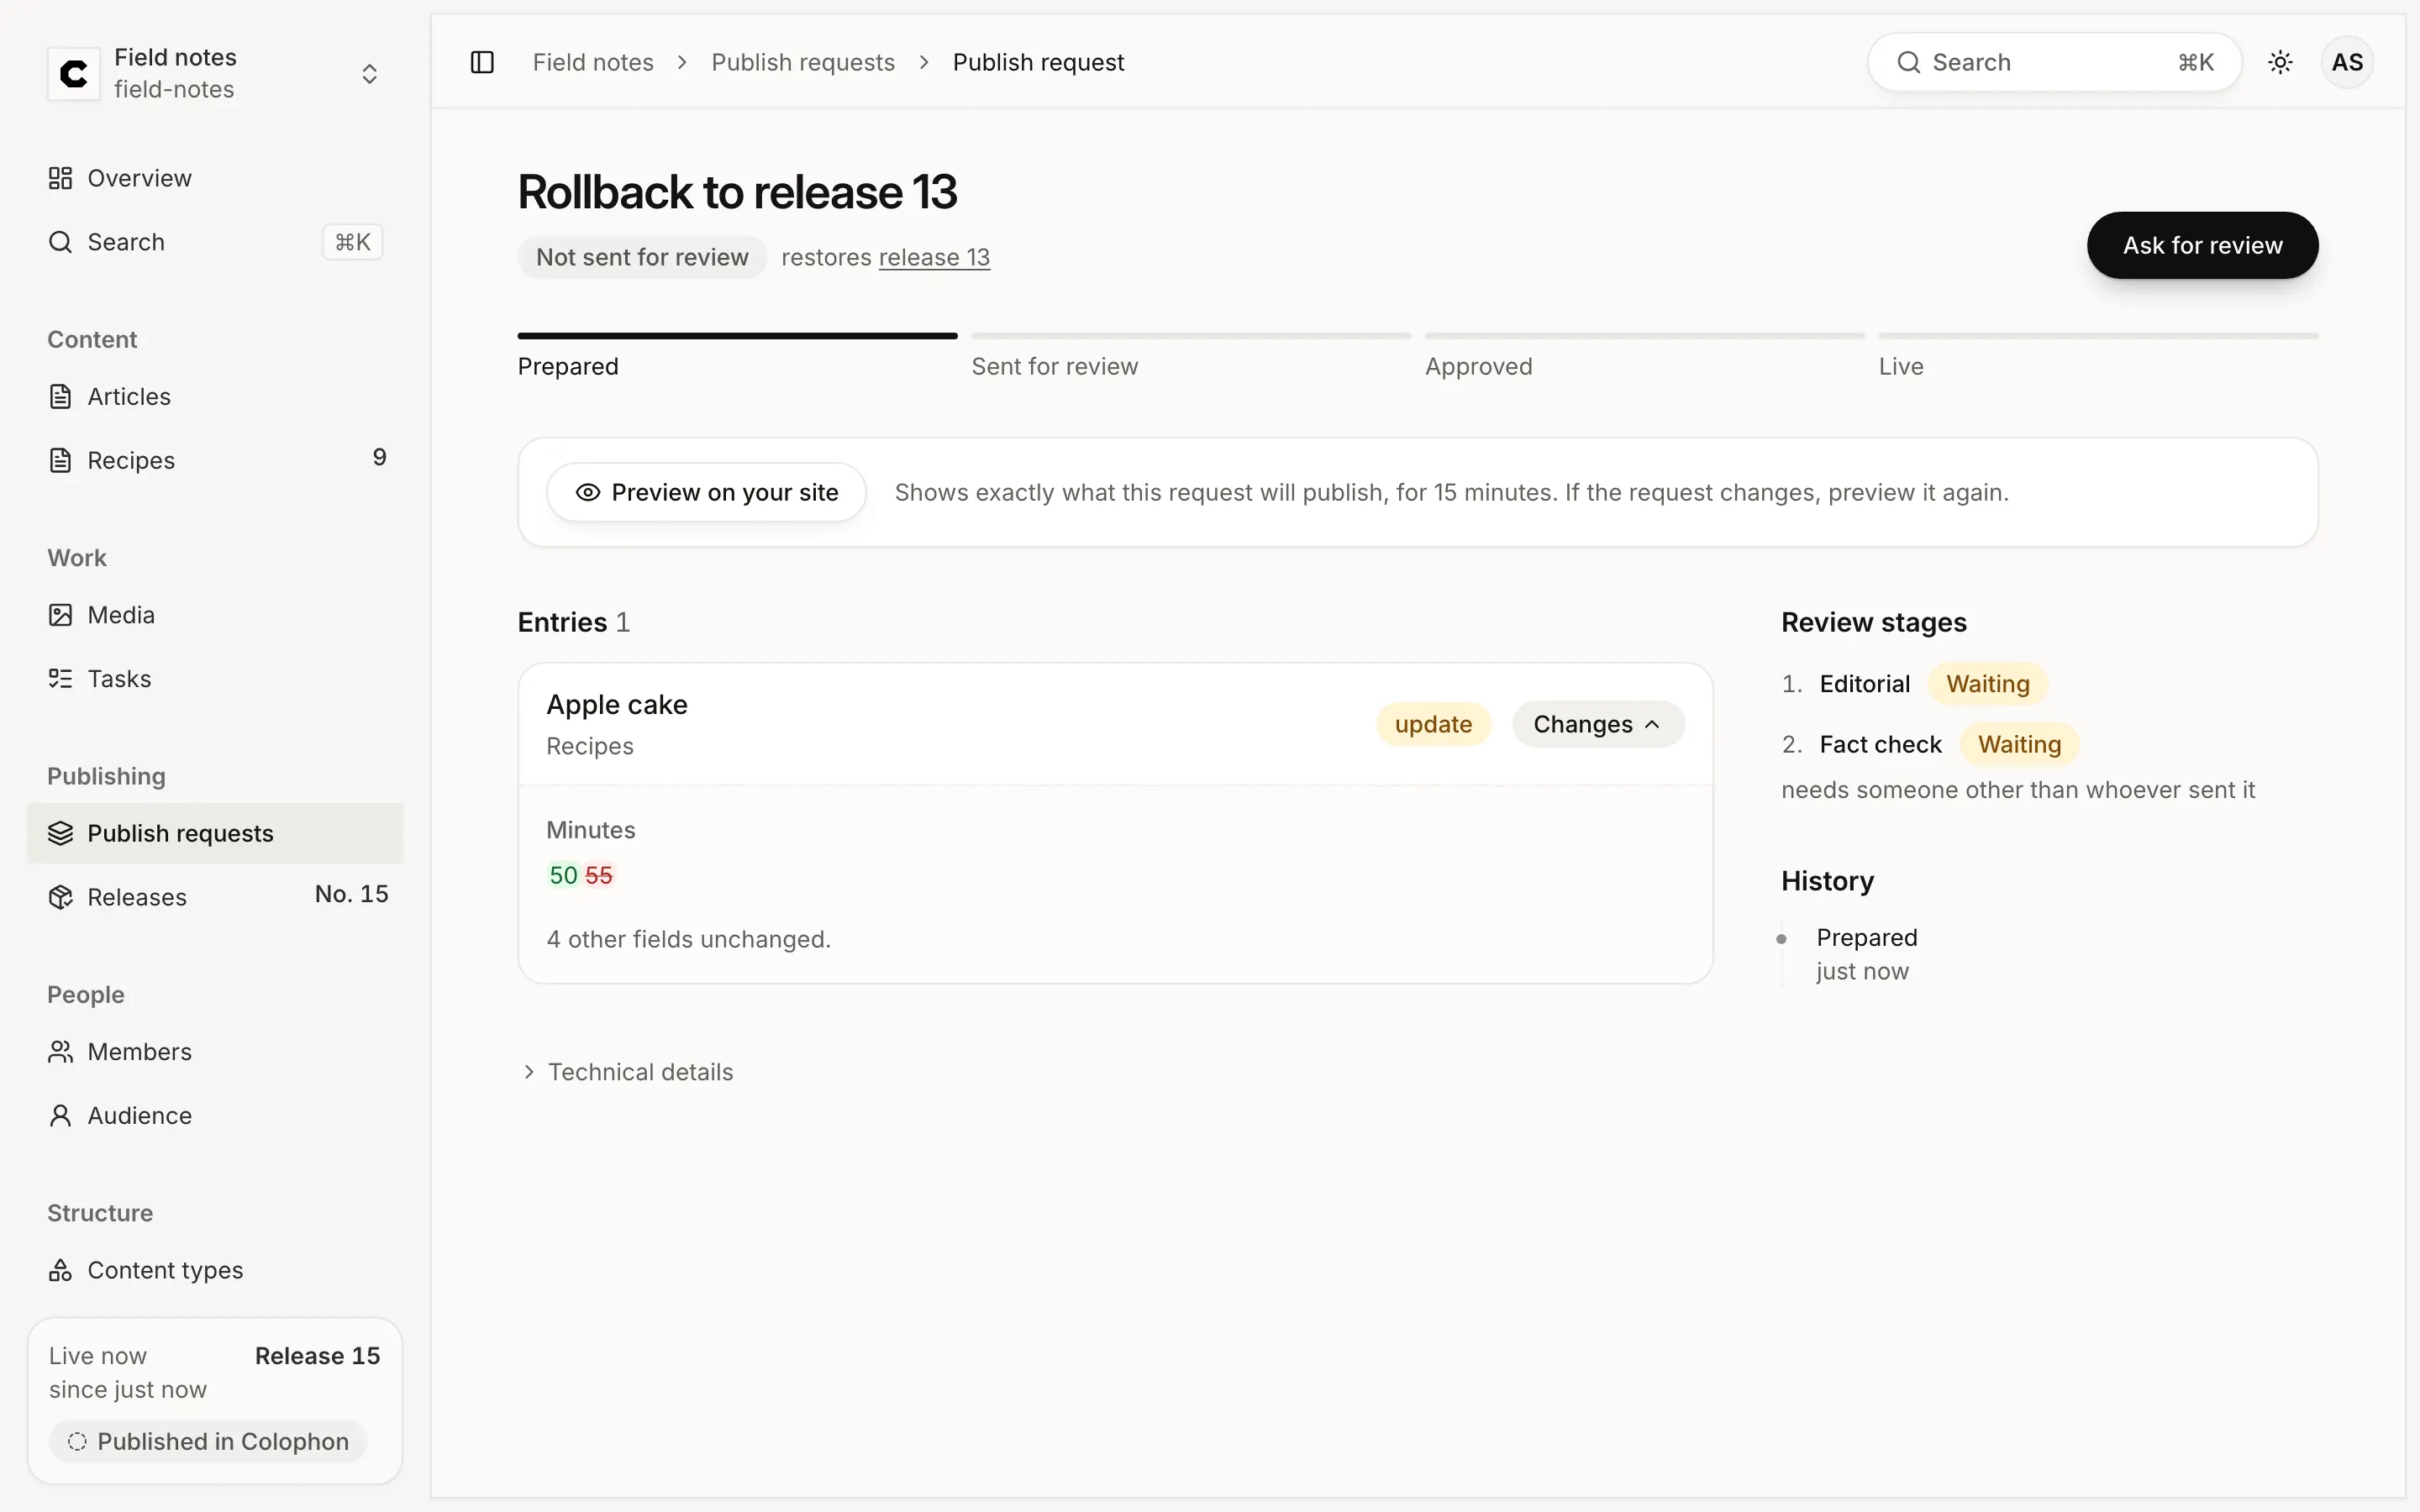 Field notes
field-notes
Overview
Search ⌘K
Content
Articles
Recipes 9
Work
Media
Tasks
Publishing
Publish requests
Releases No. 15
People
Members
Audience
Structure
Content types
Live now Release 15
since just now
Published in Colophon
Field notes > Publish requests > Publish request
Search ⌘K
AS
Rollback to release 13
Not sent for review restores release 13
Ask for review
Prepared
Sent for review
Approved
Live
Preview on your site Shows exactly what this request will publish, for 15 minutes. If the request changes, preview it again.
Entries 1
Apple cake
Recipes
update Changes
Minutes
50 55
4 other fields unchanged.
Technical details
Review stages
1. Editorial Waiting
2. Fact check Waiting
needs someone other than whoever sent it
History
Prepared
just now